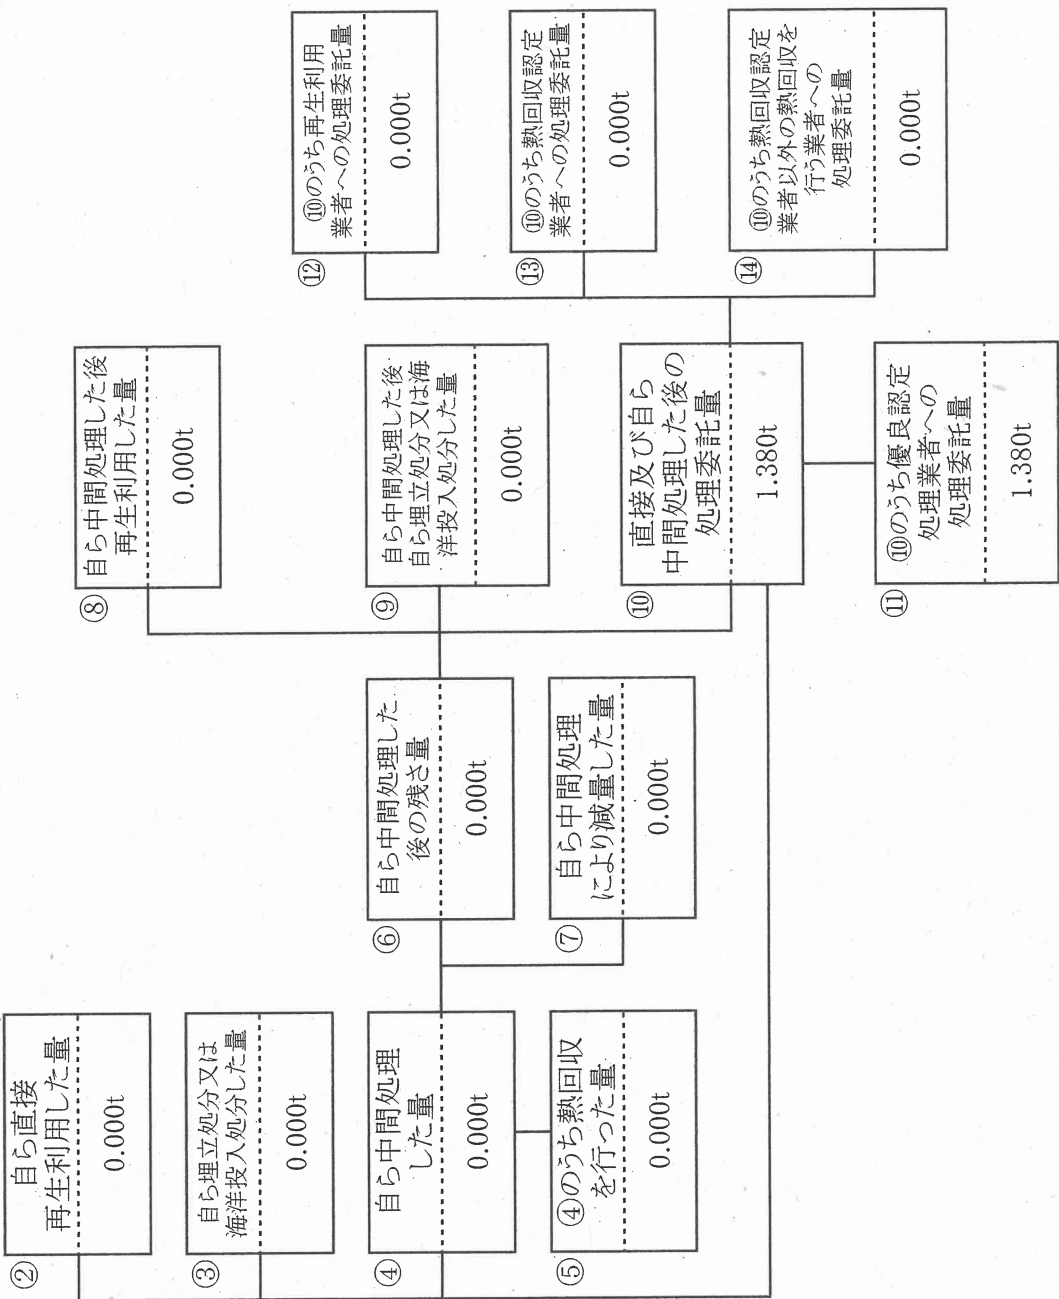 ②
自ら直接
再生利用した量
0.000t
③
自ら埋立処分又は
海洋投入処分した量
0.000t
④
自ら中間処理
した量
0.000t
⑤
④のうち熱回収
を行った量
0.000t
⑥
自ら中間処理した
後の残さ量
0.000t
⑦
自ら中間処理
により減量した量
0.000t
⑧
自ら中間処理した後
再生利用した量
0.000t
⑨
自ら中間処理した後
自ら埋立処分又は海
洋投入処分した量
0.000t
⑩
直接及び自ら
中間処理した後の
処理委託量
1.380t
⑪
⑩のうち優良認定
処理業者への
処理委託量
1.380t
⑫
⑩のうち再生利用
業者への処理委託量
0.000t
⑬
⑩のうち熱回収認定
業者への処理委託量
0.000t
⑭
⑩のうち熱回収認定
業者以外の熱回収を
行う業者への
処理委託量
0.000t